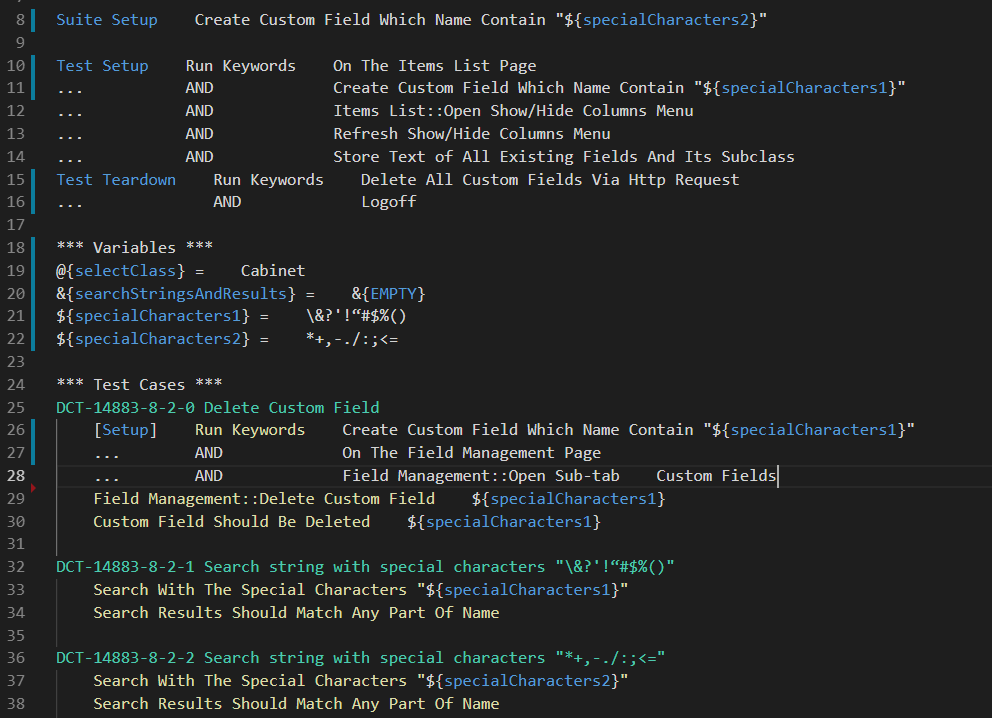 8 Suite Setup    Create Custom Field Which Name Contain "${specialCharacters2}"
9
10 Test Setup    Run Keywords    On The Items List Page
11 ...           AND             Create Custom Field Which Name Contain "${specialCharacters1}"
12 ...           AND             Items List::Open Show/Hide Columns Menu
13 ...           AND             Refresh Show/Hide Columns Menu
14 ...           AND             Store Text of All Existing Fields And Its Subclass
15 Test Teardown    Run Keywords    Delete All Custom Fields Via Http Request
16 ...              AND             Logoff
17
18 *** Variables ***
19 @{selectClass} =    Cabinet
20 &{searchStringsAndResults} =    &{EMPTY}
21 ${specialCharacters1} =    \&?'!“#$%()
22 ${specialCharacters2} =    *+,-./:;<=
23
24 *** Test Cases ***
25 DCT-14883-8-2-0 Delete Custom Field
26     [Setup]    Run Keywords    Create Custom Field Which Name Contain "${specialCharacters1}"
27     ...        AND             On The Field Management Page
28     ...        AND             Field Management::Open Sub-tab    Custom Fields
29     Field Management::Delete Custom Field    ${specialCharacters1}
30     Custom Field Should Be Deleted    ${specialCharacters1}
31
32 DCT-14883-8-2-1 Search string with special characters "\&?'!“#$%()"
33     Search With The Special Characters "${specialCharacters1}"
34     Search Results Should Match Any Part Of Name
35
36 DCT-14883-8-2-2 Search string with special characters "*+,-./:;<="
37     Search With The Special Characters "${specialCharacters2}"
38     Search Results Should Match Any Part Of Name